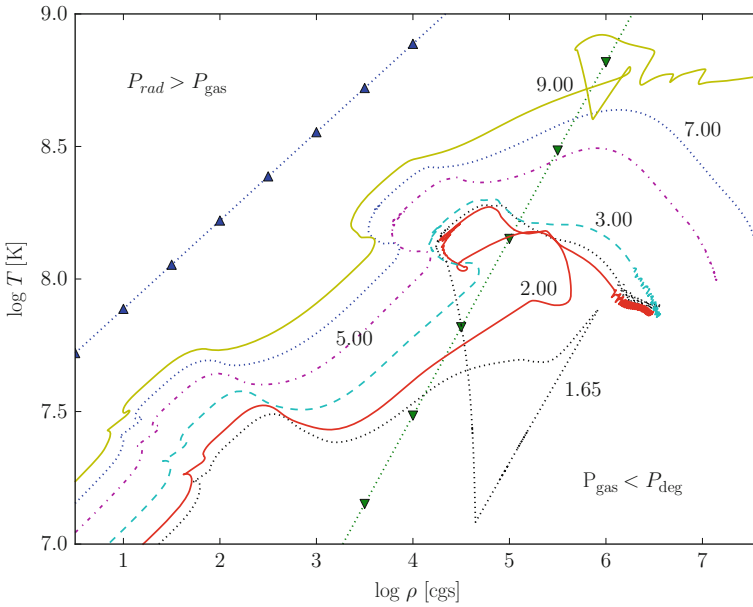 9.0
8.5
8.0
7.5
7.0
log T [K]
P_rad > P_gas
9.00
7.00
3.00
2.00
5.00
1.65
P_gas < P_deg
1 2 3 4 5 6 7
log ρ [cgs]